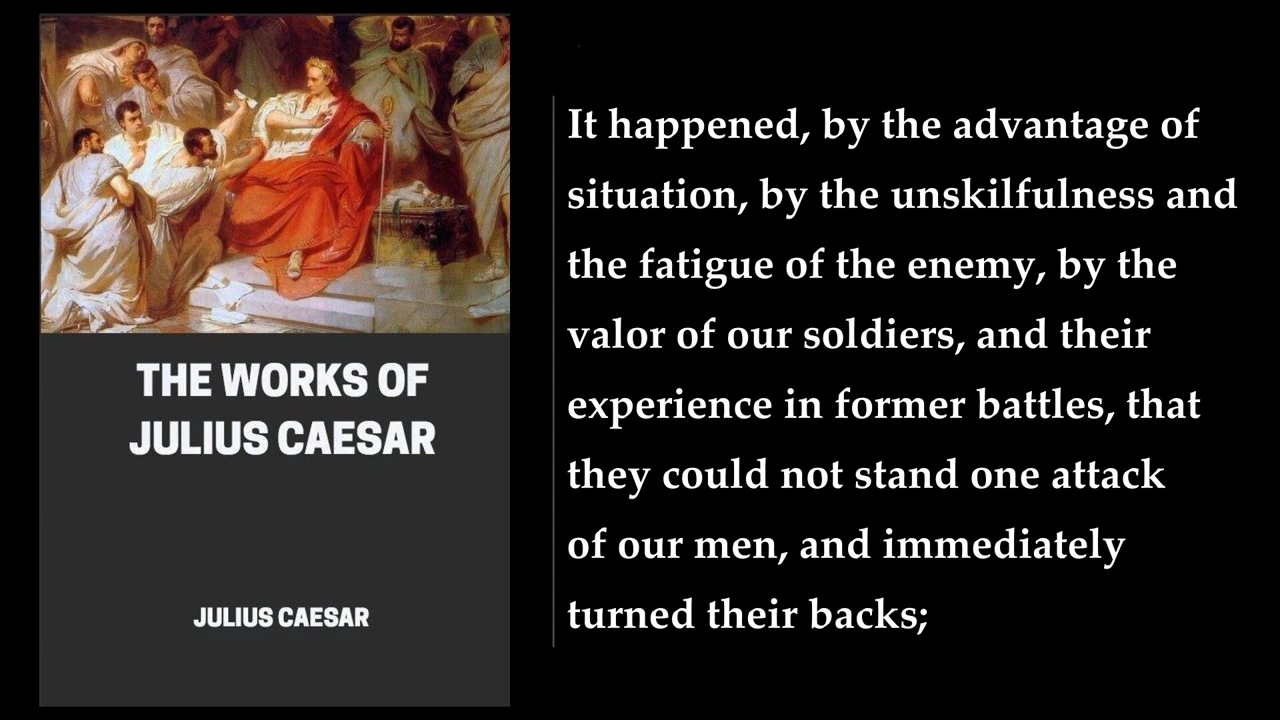 THE WORKS OF
JULIUS CAESAR
JULIUS CAESAR
It happened, by the advantage of
situation, by the unskilfulness and
the fatigue of the enemy, by the
valor of our soldiers, and their
experience in former battles, that
they could not stand one attack
of our men, and immediately
turned their backs;